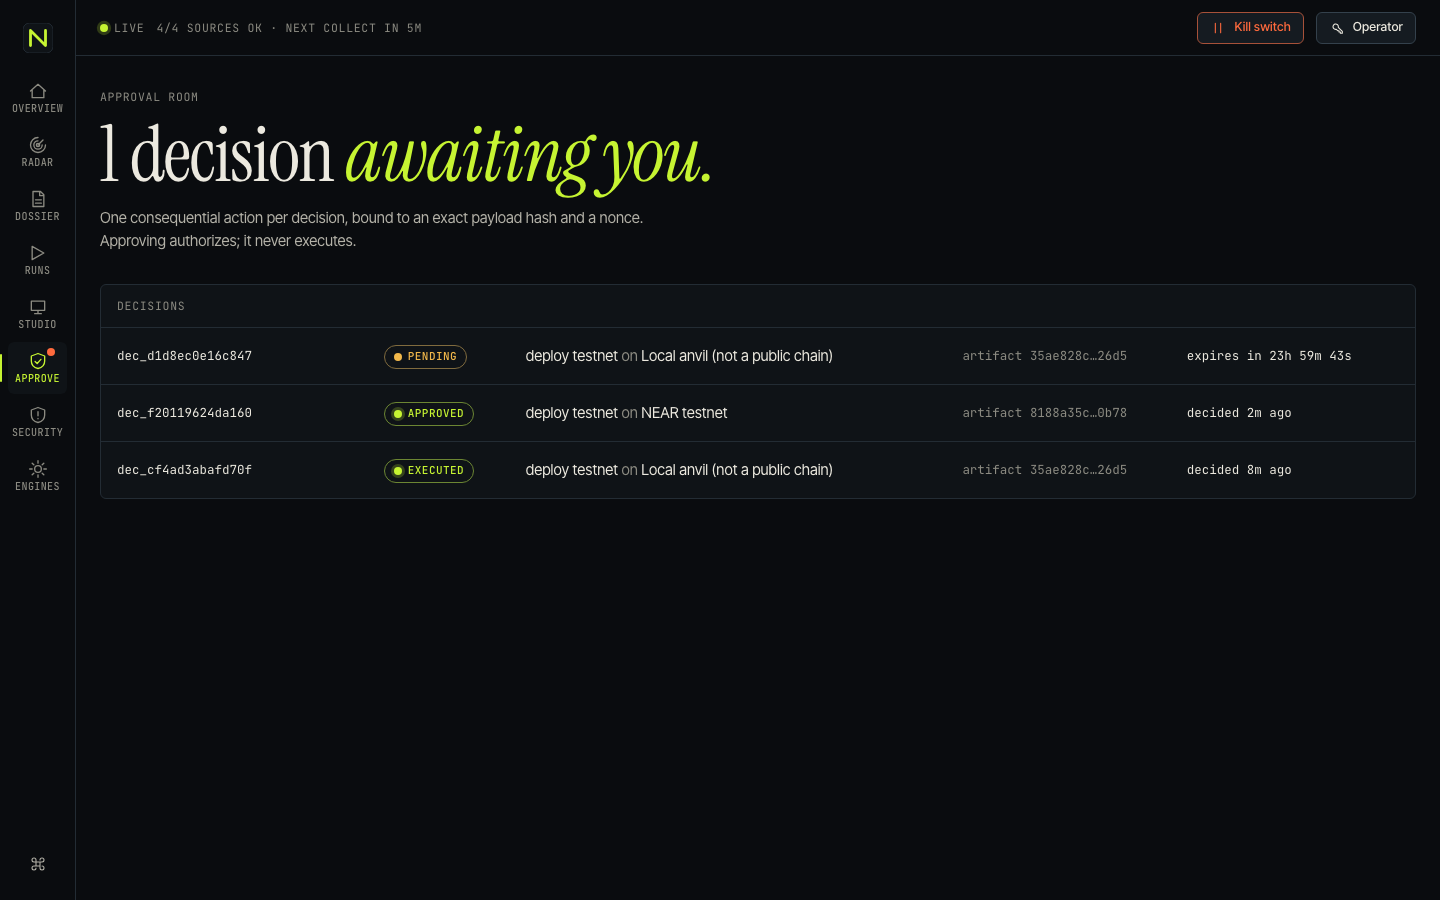 N
LIVE 4/4 SOURCES OK · NEXT COLLECT IN 5M
Kill switch
Operator
OVERVIEW
RADAR
DOSSIER
RUNS
STUDIO
APPROVE
SECURITY
ENGINES
⌘
APPROVAL ROOM
1 decision awaiting you.
One consequential action per decision, bound to an exact payload hash and a nonce.
Approving authorizes; it never executes.
DECISIONS
dec_d1d8ec0e16c847 PENDING deploy testnet on Local anvil (not a public chain) artifact 35ae828c…26d5 expires in 23h 59m 43s
dec_f20119624da160 APPROVED deploy testnet on NEAR testnet artifact 8188a35c…0b78 decided 2m ago
dec_cf4ad3abafd70f EXECUTED deploy testnet on Local anvil (not a public chain) artifact 35ae828c…26d5 decided 8m ago